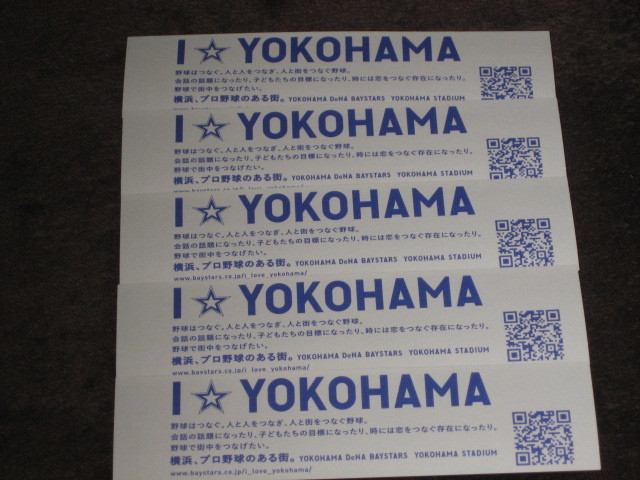 I☆YOKOHAMA
野球はつなぐ。人と人をつなぎ、人と街をつなぐ野球。
会話の話題になったり、子どもたちの目標になったり、時には恋をつなぐ存在になったり。
野球で街中をつなげたい。
横浜、プロ野球のある街。YOKOHAMA DeNA BAYSTARS YOKOHAMA STADIUM
I☆YOKOHAMA
野球はつなぐ。人と人をつなぎ、人と街をつなぐ野球。
会話の話題になったり、子どもたちの目標になったり、時には恋をつなぐ存在になったり。
野球で街中をつなげたい。
横浜、プロ野球のある街。YOKOHAMA DeNA BAYSTARS YOKOHAMA STADIUM
www.baystars.co.jp/i_love_yokohama/
I☆YOKOHAMA
野球はつなぐ。人と人をつなぎ、人と街をつなぐ野球。
会話の話題になったり、子どもたちの目標になったり、時には恋をつなぐ存在になったり。
野球で街中をつなげたい。
横浜、プロ野球のある街。YOKOHAMA DeNA BAYSTARS YOKOHAMA STADIUM
www.baystars.co.jp/i_love_yokohama/
I☆YOKOHAMA
野球はつなぐ。人と人をつなぎ、人と街をつなぐ野球。
会話の話題になったり、子どもたちの目標になったり、時には恋をつなぐ存在になったり。
野球で街中をつなげたい。
横浜、プロ野球のある街。YOKOHAMA DeNA BAYSTARS YOKOHAMA STADIUM
www.baystars.co.jp/i_love_yokohama/
I☆YOKOHAMA
野球はつなぐ。人と人をつなぎ、人と街をつなぐ野球。
会話の話題になったり、子どもたちの目標になったり、時には恋をつなぐ存在になったり。
野球で街中をつなげたい。
横浜、プロ野球のある街。YOKOHAMA DeNA BAYSTARS YOKOHAMA STADIUM
www.baystars.co.jp/i_love_yokohama/